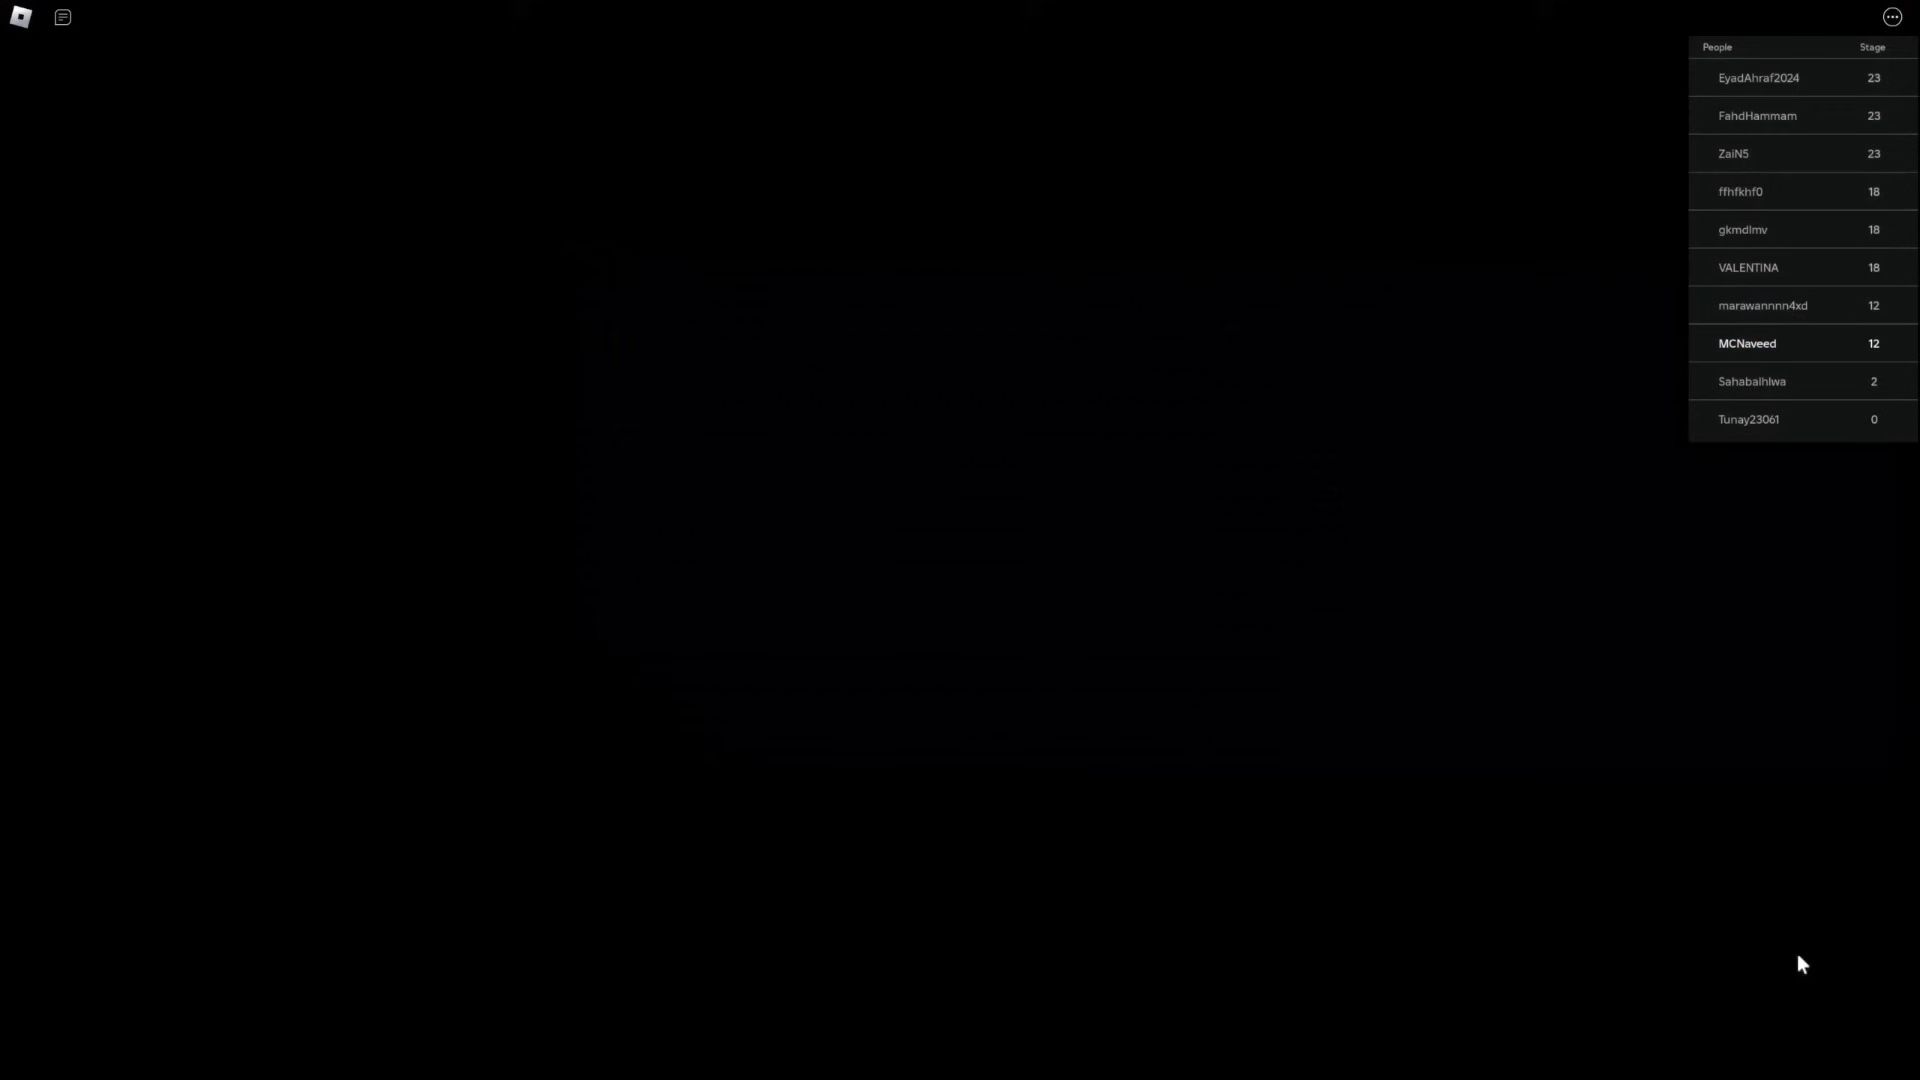 People Stage
EyadAhraf2024 23
FahdHammam 23
ZaiN5 23
ffhfkhf0 18
gkmdlmv 18
VALENTINA 18
marawannnn4xd 12
MCNaveed 12
Sahabalhlwa 2
Tunay23061 0